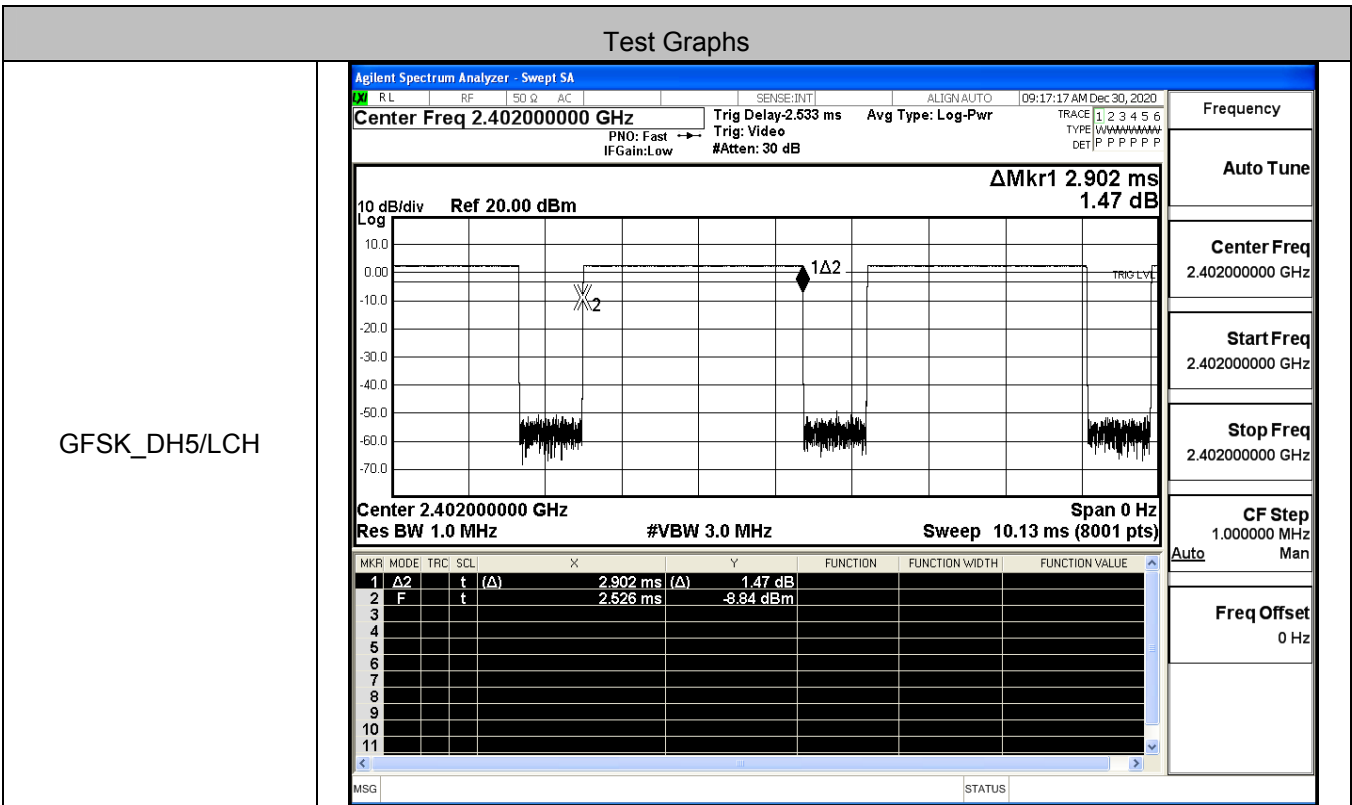 Test Graphs
GFSK_DH5/LCH
Agilent Spectrum Analyzer - Swept SA
RL RF 50 Ω AC SENSE:INT ALIGN AUTO 09:17:17 AM Dec 30, 2020
Center Freq 2.402000000 GHz
PNO: Fast
IFGain:Low
Trig Delay-2.533 ms
Trig: Video
#Atten: 30 dB
Avg Type: Log-Pwr
TRACE 1 2 3 4 5 6
TYPE WWWWWW
DET P P P P P P
ΔMkr1 2.902 ms
1.47 dB
10 dB/div Ref 20.00 dBm
Log
10.0
0.00
-10.0
-20.0
-30.0
-40.0
-50.0
-60.0
-70.0
1Δ2
2
TRIG LVL
Center 2.402000000 GHz Span 0 Hz
Res BW 1.0 MHz #VBW 3.0 MHz Sweep 10.13 ms (8001 pts)
MKR MODE TRC SCL X Y FUNCTION FUNCTION WIDTH FUNCTION VALUE
1 Δ2 t (Δ) 2.902 ms (Δ) 1.47 dB
2 F t 2.526 ms -8.84 dBm
3
4
5
6
7
8
9
10
11
MSG STATUS
Frequency
Auto Tune
Center Freq
2.402000000 GHz
Start Freq
2.402000000 GHz
Stop Freq
2.402000000 GHz
CF Step
1.000000 MHz
Auto Man
Freq Offset
0 Hz